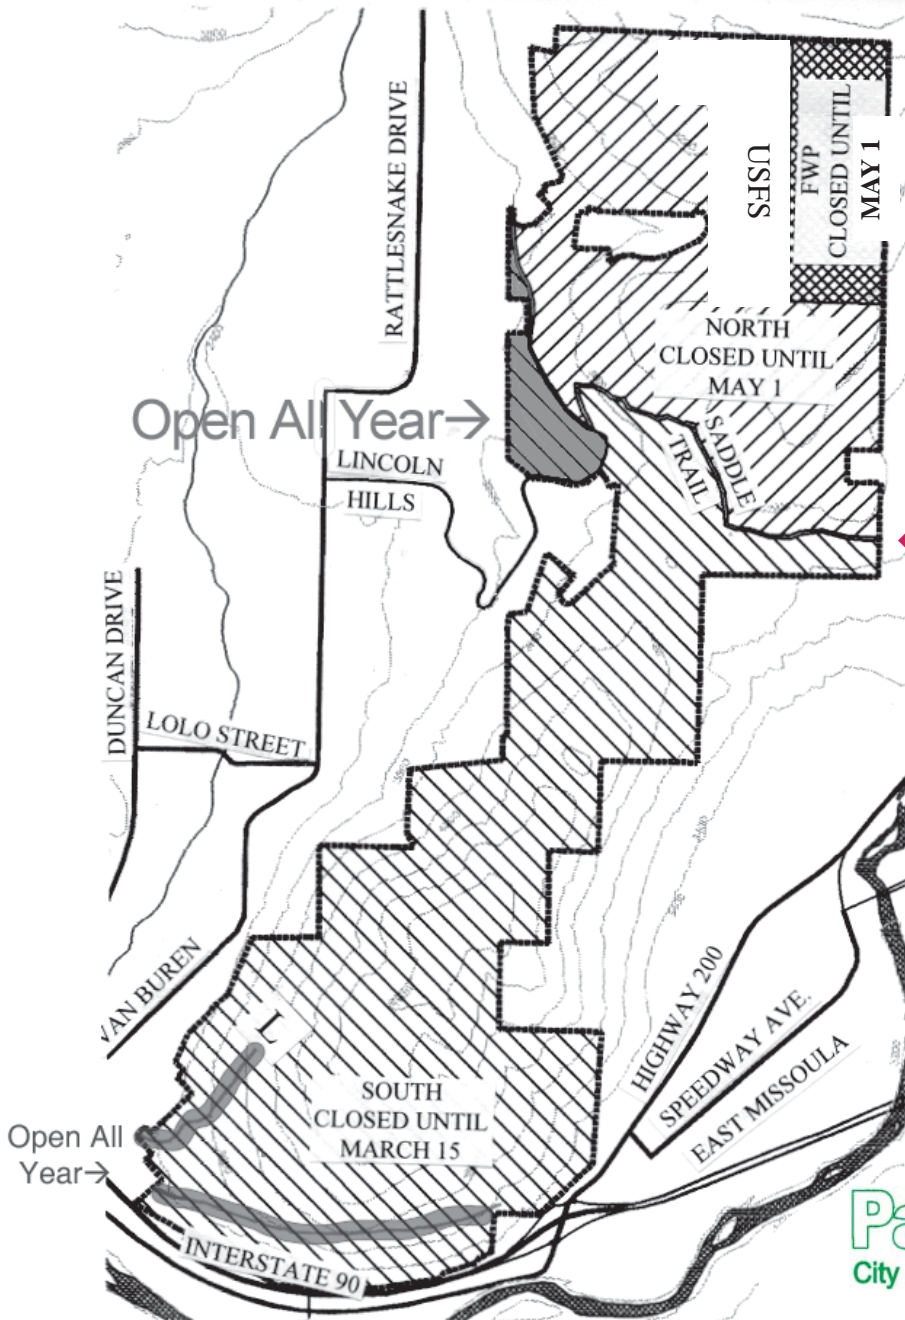 3800
RATTLESNAKE DRIVE
USFS
FWP
CLOSED UNTIL
MAY 1
NORTH
CLOSED UNTIL
MAY 1
Open All Year→
SADDLE
TRAIL
LINCOLN
HILLS
DUNCAN DRIVE
LOLO STREET
VAN BUREN
L
HIGHWAY 200
SPEEDWAY AVE.
EAST MISSOULA
SOUTH
CLOSED UNTIL
MARCH 15
Open All
Year→
INTERSTATE 90
Pa
City